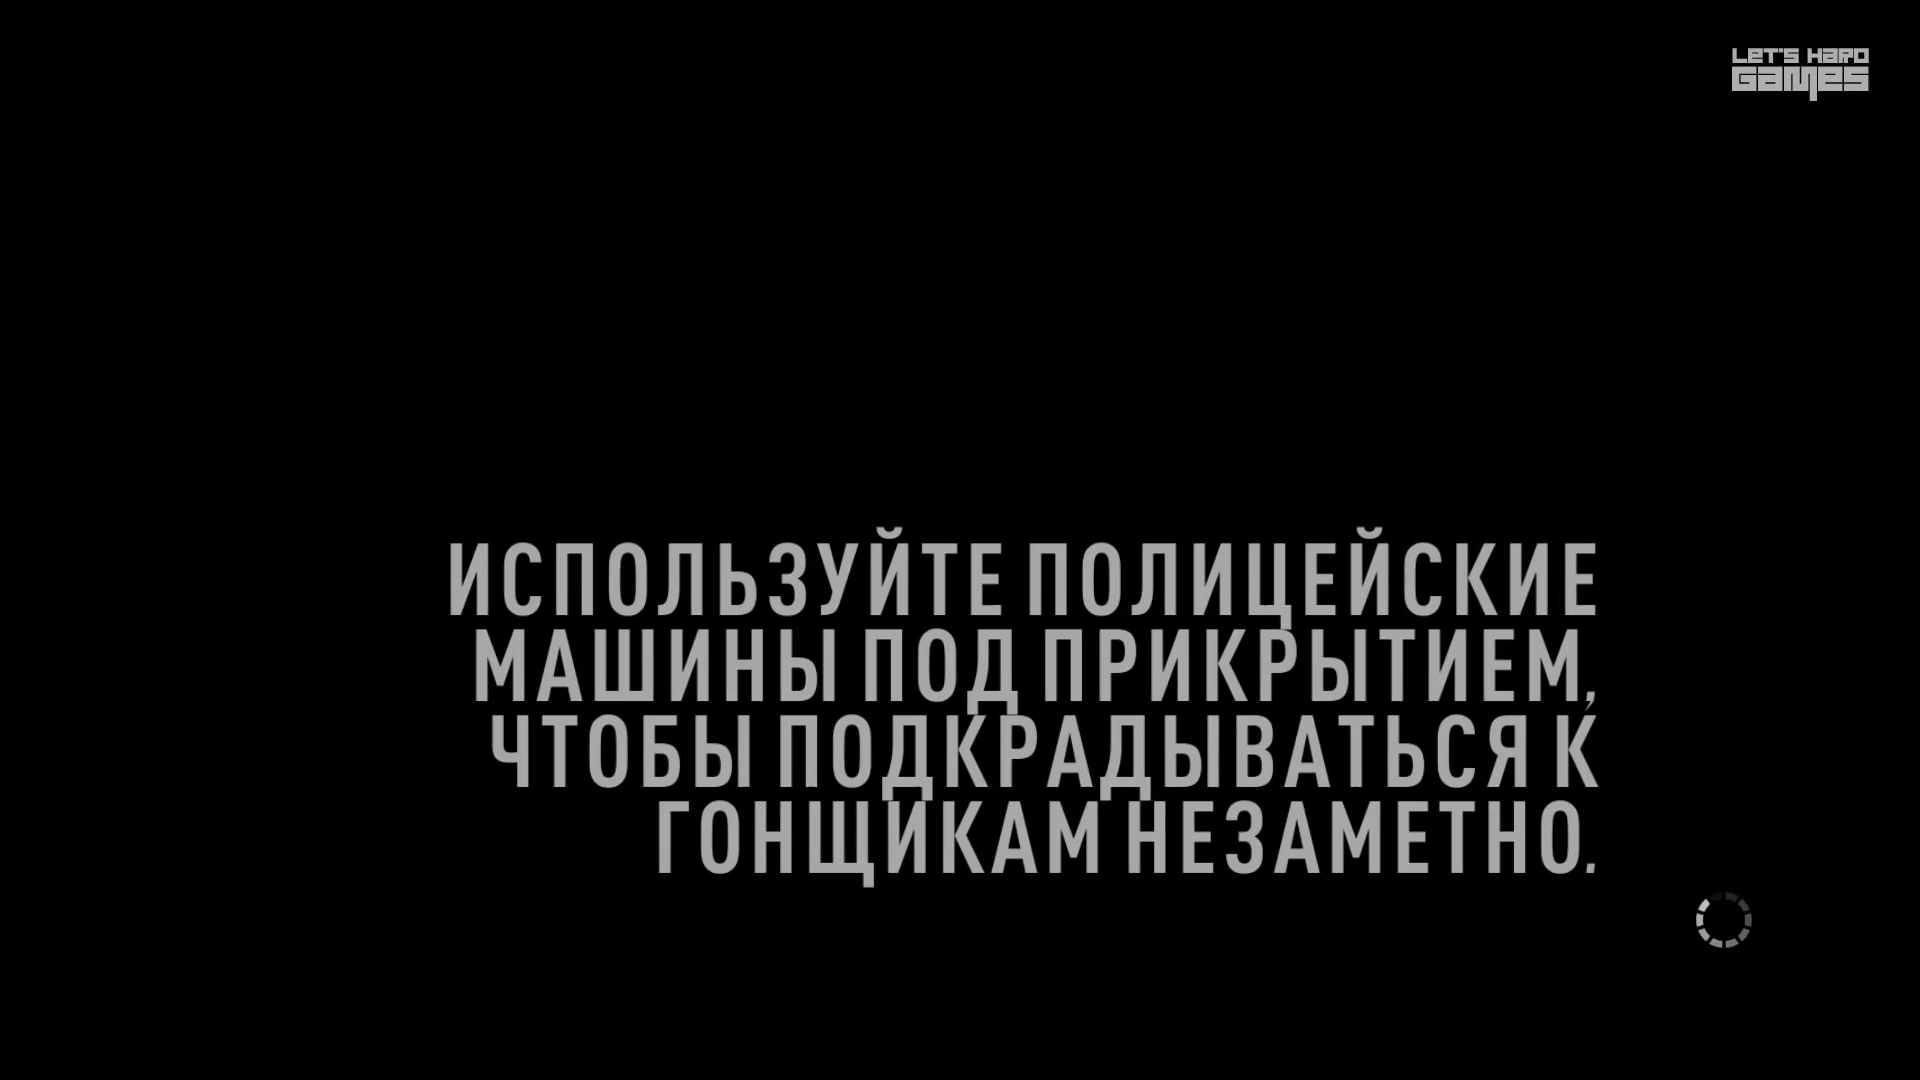 LET'S HARD
GAMES
ИСПОЛЬЗУЙТЕ ПОЛИЦЕЙСКИЕ
МАШИНЫ ПОД ПРИКРЫТИЕМ,
ЧТОБЫ ПОДКРАДЫВАТЬСЯ К
ГОНЩИКАМ НЕЗАМЕТНО.